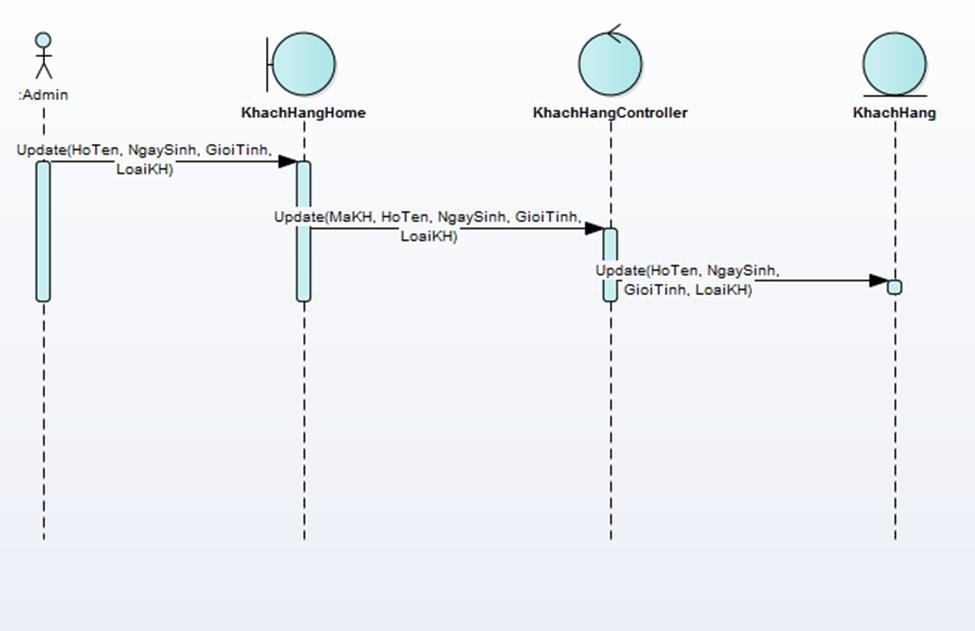 :Admin
KhachHangHome
KhachHangController
KhachHang
Update(HoTen, NgaySinh, GioiTinh,
LoaiKH)
Update(MaKH, HoTen, NgaySinh, GioiTinh,
LoaiKH)
Update(HoTen, NgaySinh,
GioiTinh, LoaiKH)